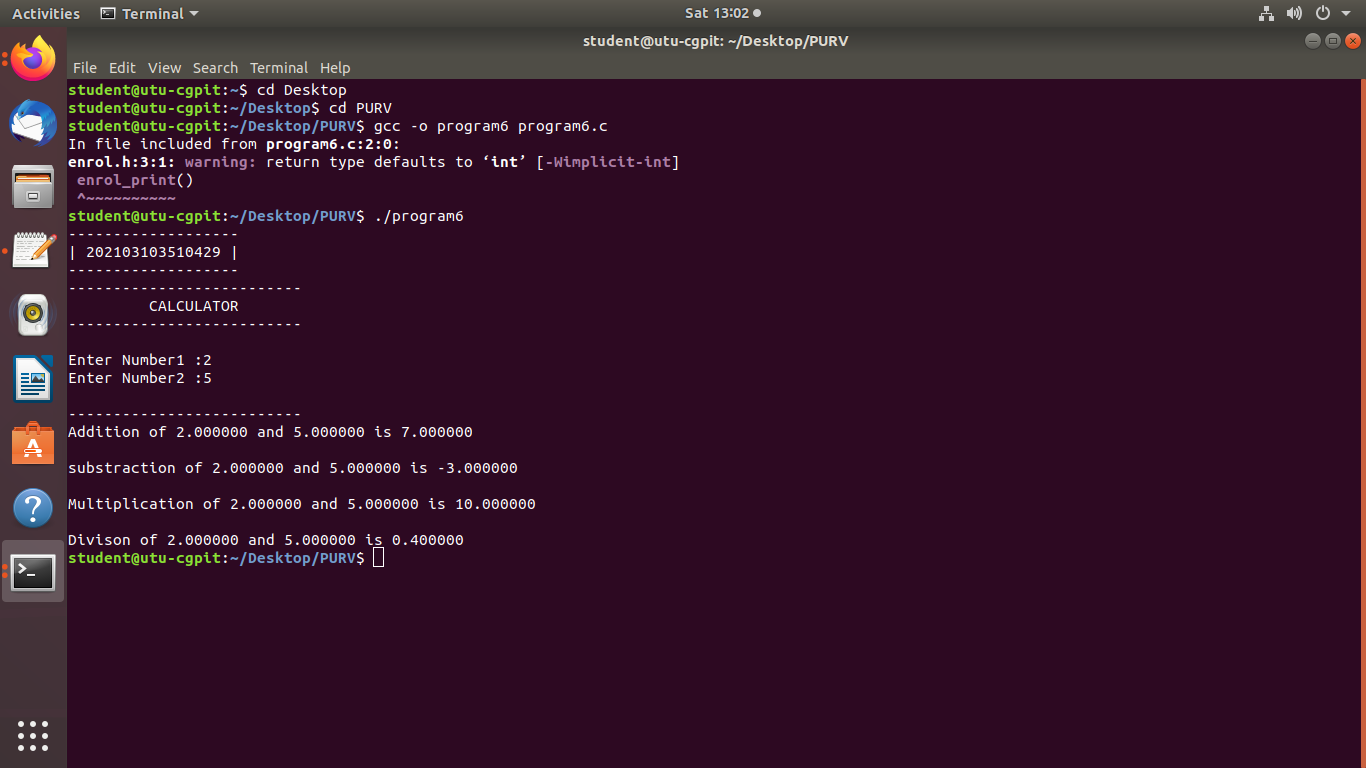 Activities Terminal Sat 13:02
student@utu-cgpit: ~/Desktop/PURV
File Edit View Search Terminal Help
student@utu-cgpit:~$ cd Desktop
student@utu-cgpit:~/Desktop$ cd PURV
student@utu-cgpit:~/Desktop/PURV$ gcc -o program6 program6.c
In file included from program6.c:2:0:
enrol.h:3:1: warning: return type defaults to ‘int’ [-Wimplicit-int]
 enrol_print()
 ^~~~~~~~~~~
student@utu-cgpit:~/Desktop/PURV$ ./program6
-------------------
| 202103103510429 |
-------------------
--------------------------
         CALCULATOR
--------------------------
Enter Number1 :2
Enter Number2 :5
--------------------------
Addition of 2.000000 and 5.000000 is 7.000000
substraction of 2.000000 and 5.000000 is -3.000000
Multiplication of 2.000000 and 5.000000 is 10.000000
Divison of 2.000000 and 5.000000 is 0.400000
student@utu-cgpit:~/Desktop/PURV$